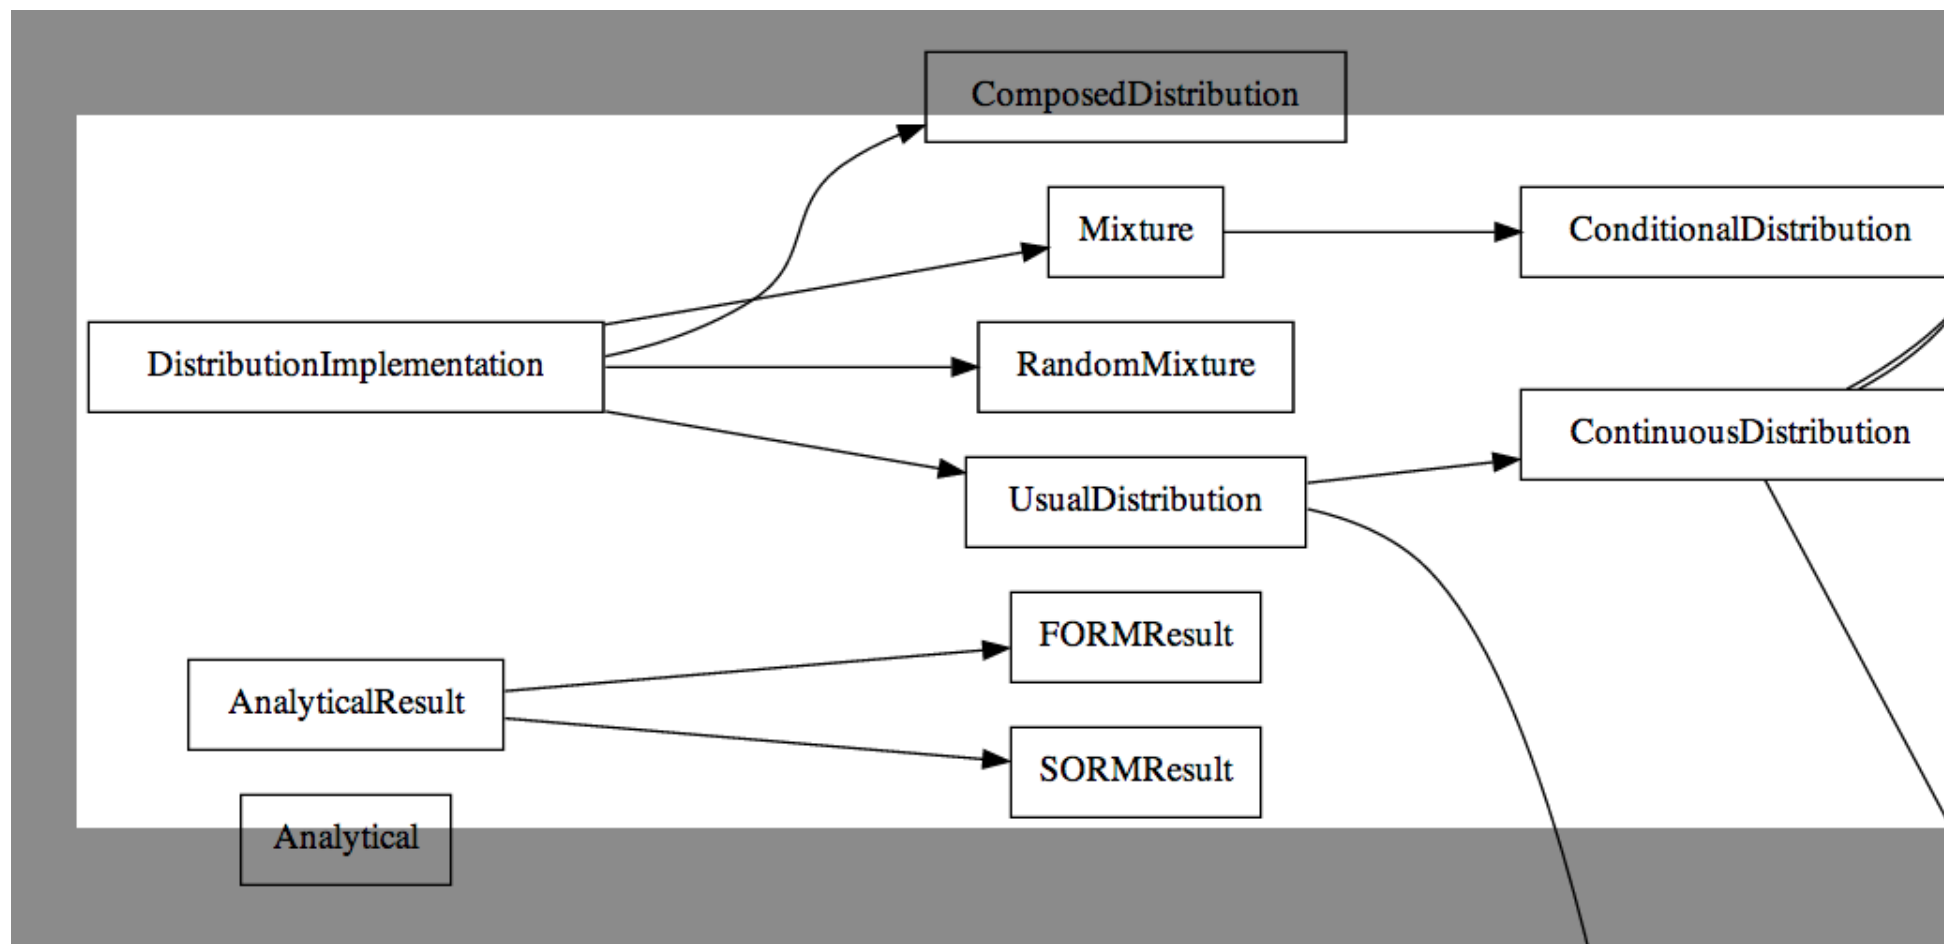 ComposedDistribution
Mixture
ConditionalDistribution
DistributionImplementation
RandomMixture
ContinuousDistribution
UsualDistribution
FORMResult
AnalyticalResult
SORMResult
Analytical